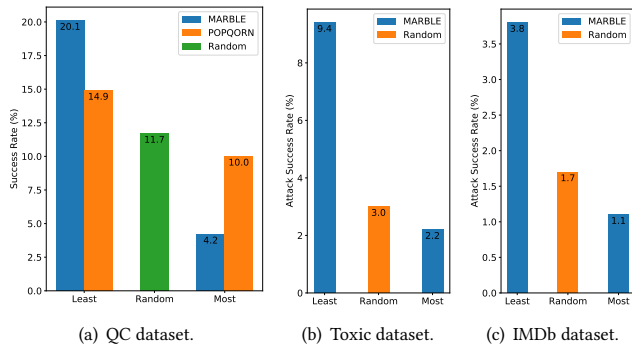 MARBLE
POPQORN
Random
20.0
17.5
15.0
12.5
10.0
7.5
5.0
2.5
0.0
Success Rate (%)
20.1
14.9
11.7
4.2
10.0
Least Random Most
(a) QC dataset.
MARBLE
Random
8
6
4
2
0
Attack Success Rate (%)
9.4
3.0
2.2
Least Random Most
(b) Toxic dataset.
MARBLE
Random
3.5
3.0
2.5
2.0
1.5
1.0
0.5
0.0
Attack Success Rate (%)
3.8
1.7
1.1
Least Random Most
(c) IMDb dataset.